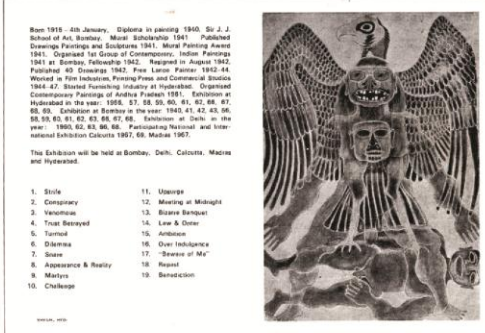 Born 1915 - 4th January, Diploma in painting 1940, Sir J. J.
School of Art, Bombay. Mural Scholarship 1941 Published
Drawings Paintings and Sculptures 1941. Mural Painting Award
1941. Organised 1st Group of Contemporary, Indian Paintings
1941 at Bombay, Fellowship 1942. Resigned in August 1942,
Published 40 Drawings 1942. Free Lance Painter 1942-44.
Worked in Film Industries, Painting Press and Commercial Studios
1944-47. Started Furnishing Industry at Hyderabad. Organised
Contemporary Paintings of Andhra Pradesh 1951. Exhibition at
Hyderabad in the year: 1956, 57, 58, 59, 60, 61, 62, 66, 67,
68, 69. Exhibition at Bombay in the year: 1940, 41, 42, 43, 56,
58, 59, 60, 61, 62, 63, 66, 67, 68. Exhibition at Delhi in the
year: 1960, 62, 63, 66, 68. Participating National and Inter-
national Exhibition Calcutta 1957, 68, Madras 1967.
This Exhibition will be held at Bombay, Delhi, Calcutta, Madras
and Hyderabad.
1. Strife
2. Conspiracy
3. Venomous
4. Trust Betrayed
5. Turmoil
6. Dilemma
7. Snare
8. Appearance & Reality
9. Martyrs
10. Challenge
11. Upsurge
12. Meeting at Midnight
13. Bizarre Banquet
14. Law & Order
15. Ambition
16. Over Indulgence
17. "Beware of Me"
18. Repast
19. Benediction